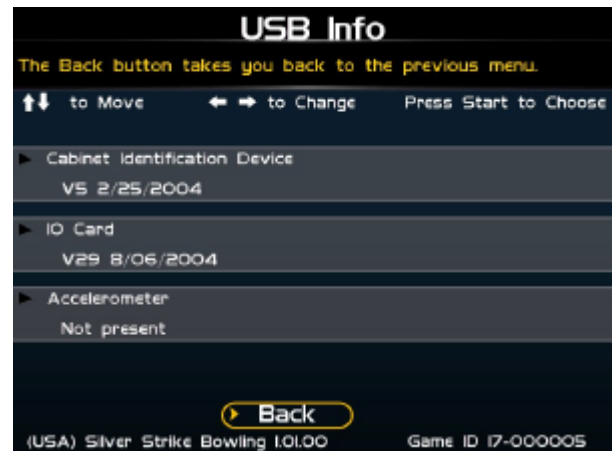 USB Info
The Back button takes you back to the previous menu.
to Move to Change Press Start to Choose
Cabinet Identification Device
V5 2/25/2004
IO Card
V29 8/06/2004
Accelerometer
Not present
Back
(USA) Silver Strike Bowling 1.01.00 Game ID 17-000005